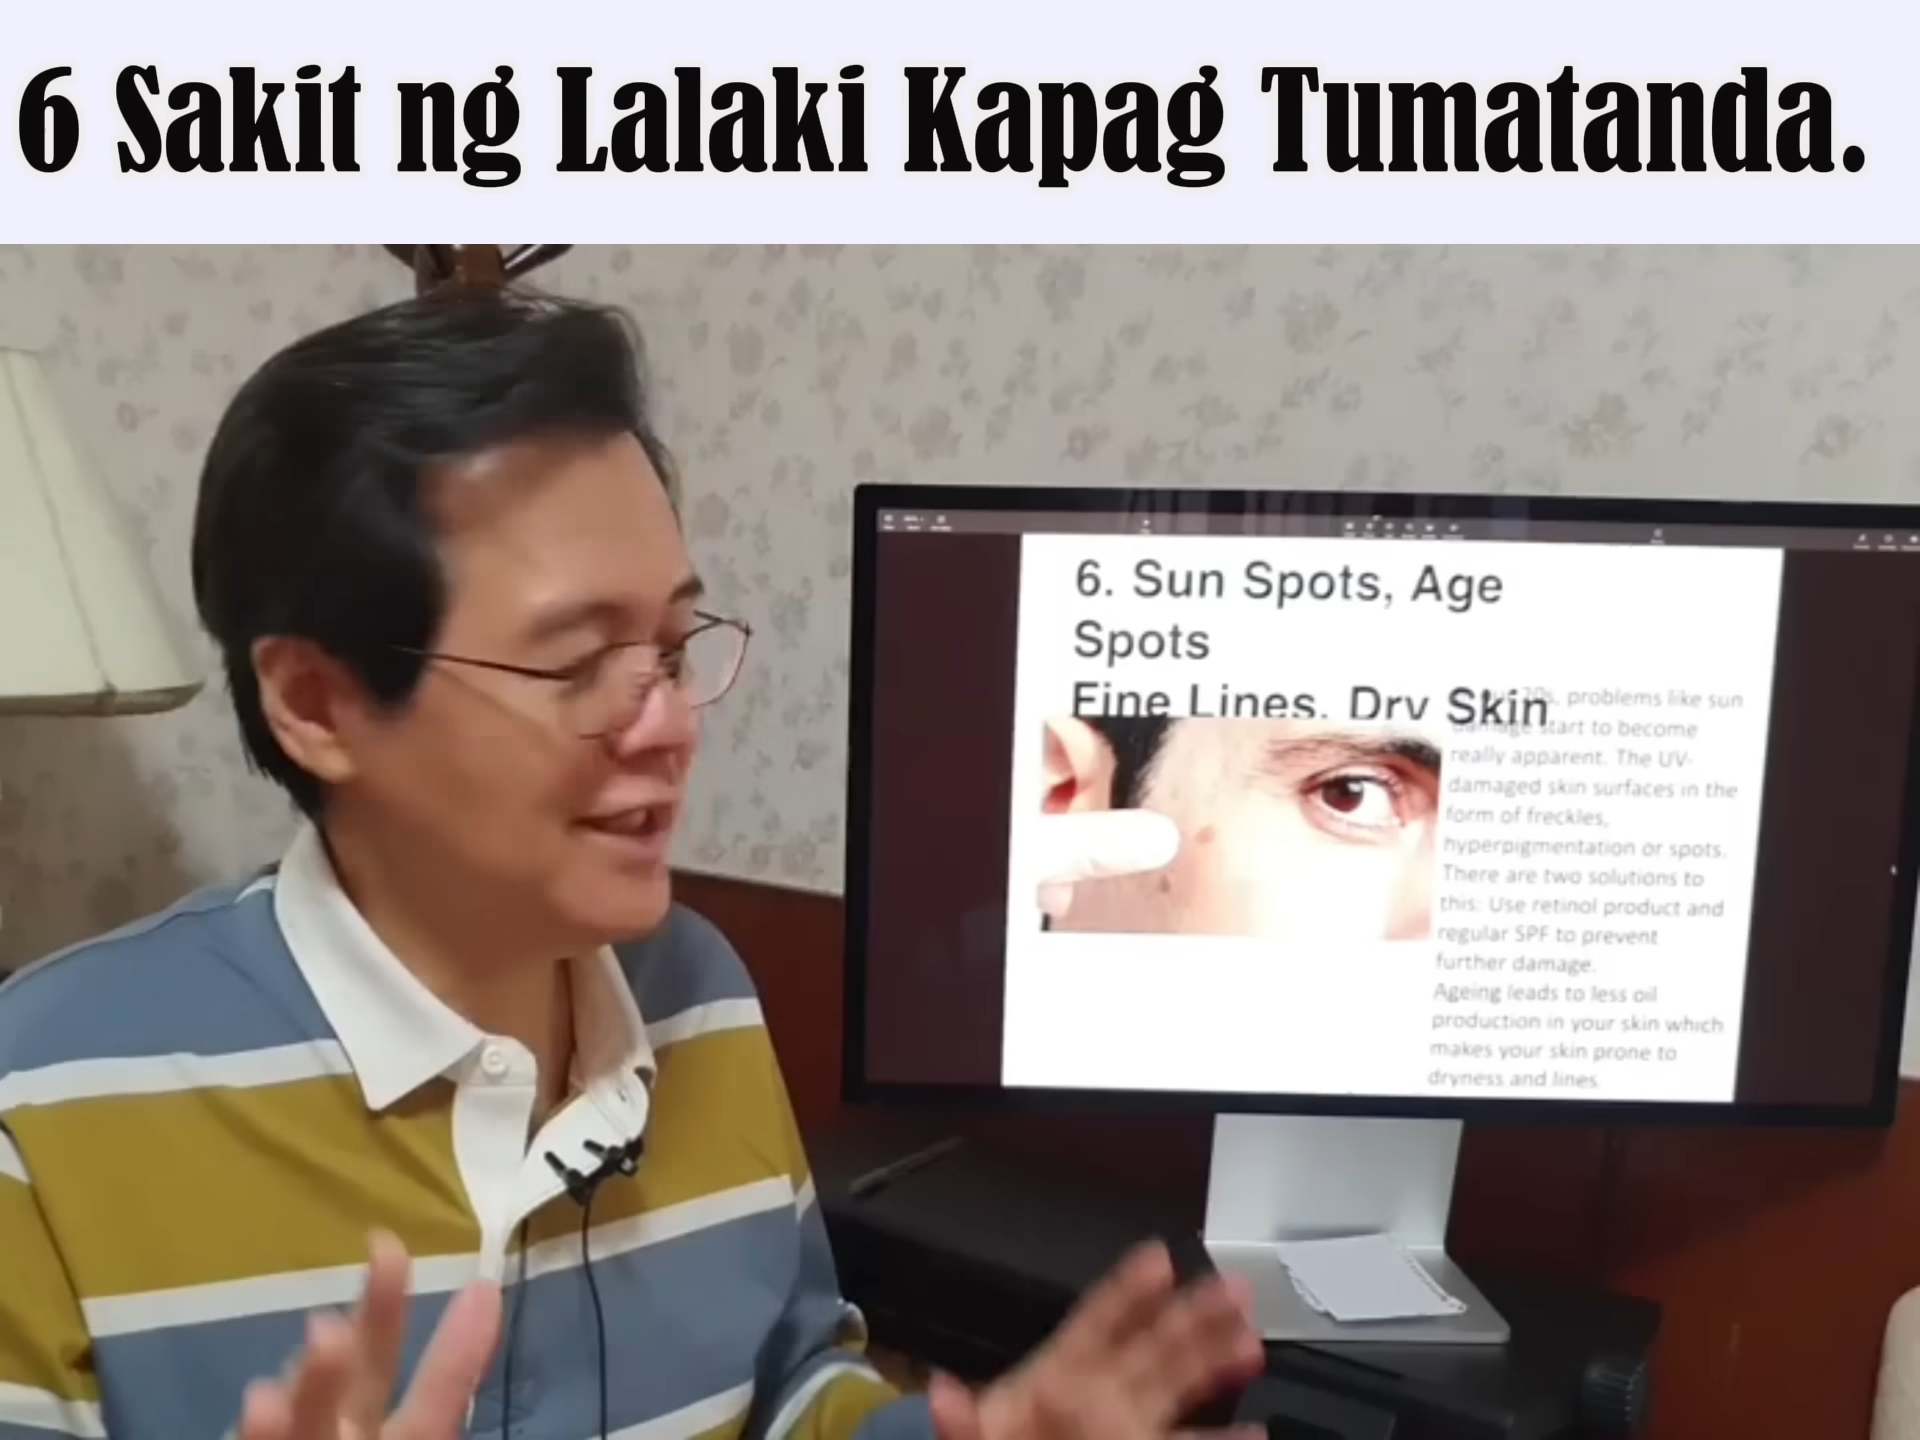 6 Sakit ng Lalaki Kapag Tumatanda.
6. Sun Spots, Age
Spots
Fine Lines, Dry Skin
problems like sun
damage start to become
really apparent. The UV-
damaged skin surfaces in the
form of freckles,
hyperpigmentation or spots.
There are two solutions to
this: Use retinol product and
regular SPF to prevent
further damage.
Ageing leads to less oil
production in your skin which
makes your skin prone to
dryness and lines